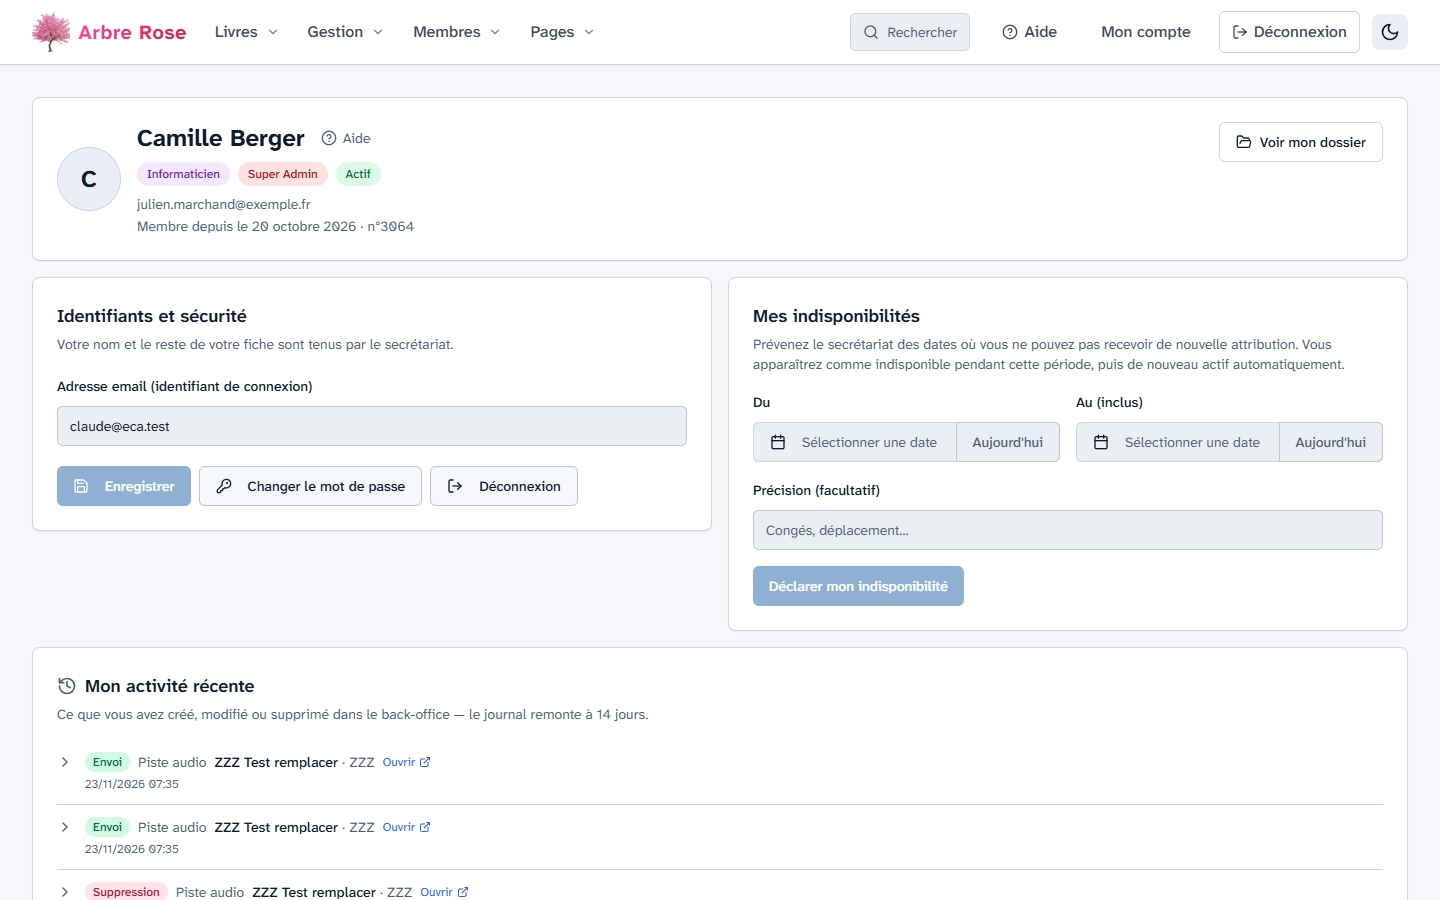 Arbre Rose
Livres
Gestion
Membres
Pages
Rechercher
Aide
Mon compte
Déconnexion
C
Camille Berger
Aide
Voir mon dossier
Informaticien
Super Admin
Actif
julien.marchand@exemple.fr
Membre depuis le 20 octobre 2026 · n°3064
Identifiants et sécurité
Votre nom et le reste de votre fiche sont tenus par le secrétariat.
Adresse email (identifiant de connexion)
claude@eca.test
Enregistrer
Changer le mot de passe
Déconnexion
Mes indisponibilités
Prévenez le secrétariat des dates où vous ne pouvez pas recevoir de nouvelle attribution. Vous
apparaîtrez comme indisponible pendant cette période, puis de nouveau actif automatiquement.
Du
Au (inclus)
Sélectionner une date
Aujourd'hui
Sélectionner une date
Aujourd'hui
Précision (facultatif)
Congés, déplacement...
Déclarer mon indisponibilité
Mon activité récente
Ce que vous avez créé, modifié ou supprimé dans le back-office — le journal remonte à 14 jours.
Envoi Piste audio ZZZ Test remplacer · ZZZ Ouvrir
23/11/2026 07:35
Envoi Piste audio ZZZ Test remplacer · ZZZ Ouvrir
23/11/2026 07:35
Suppression Piste audio ZZZ Test remplacer · ZZZ Ouvrir